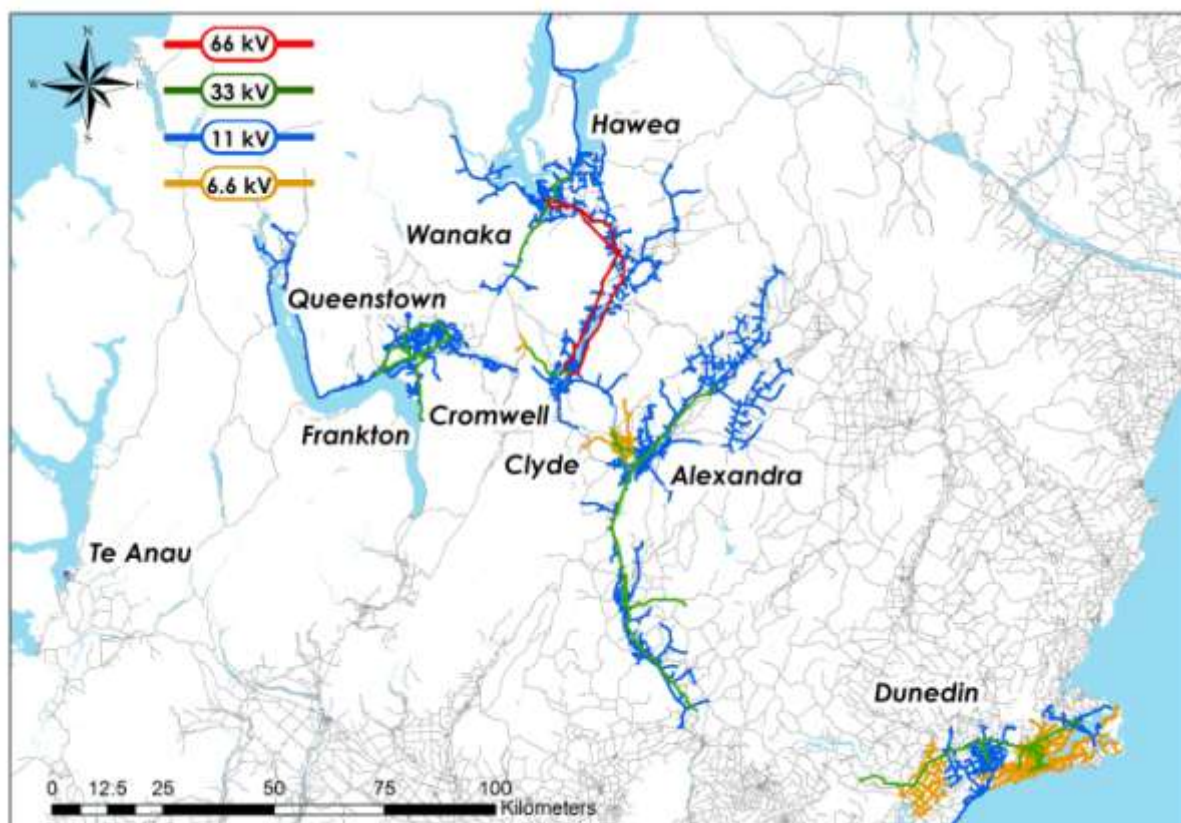 N
W
E
S
66 kV
33 kV
11 kV
6.6 kV
Hawea
Wanaka
Queenstown
Cromwell
Frankton
Clyde
Alexandra
Te Anau
Dunedin
0 12.5 25 50 75 100
Kilometers